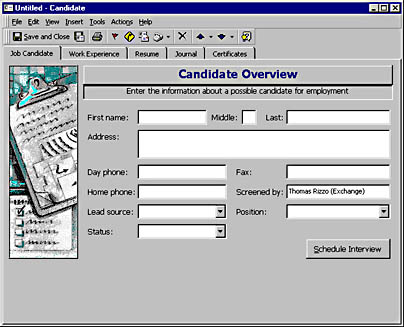 Untitled - Candidate
File Edit View Insert Tools Actions Help
Save and Close
Job Candidate Work Experience Resume Journal Certificates
Candidate Overview
Enter the information about a possible candidate for employment
First name: Middle: Last:
Address:
Day phone: Fax:
Home phone: Screened by: Thomas Rizzo (Exchange)
Lead source: Position:
Status:
Schedule Interview